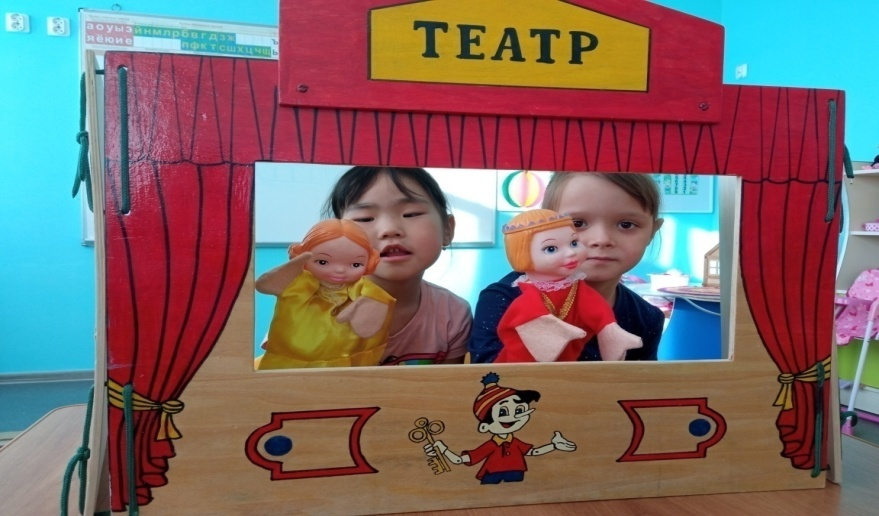 ТЕАТР
а о у ы э и н м л р б в г д з
я ё ю и е п ф к т с ш х ц ч щ